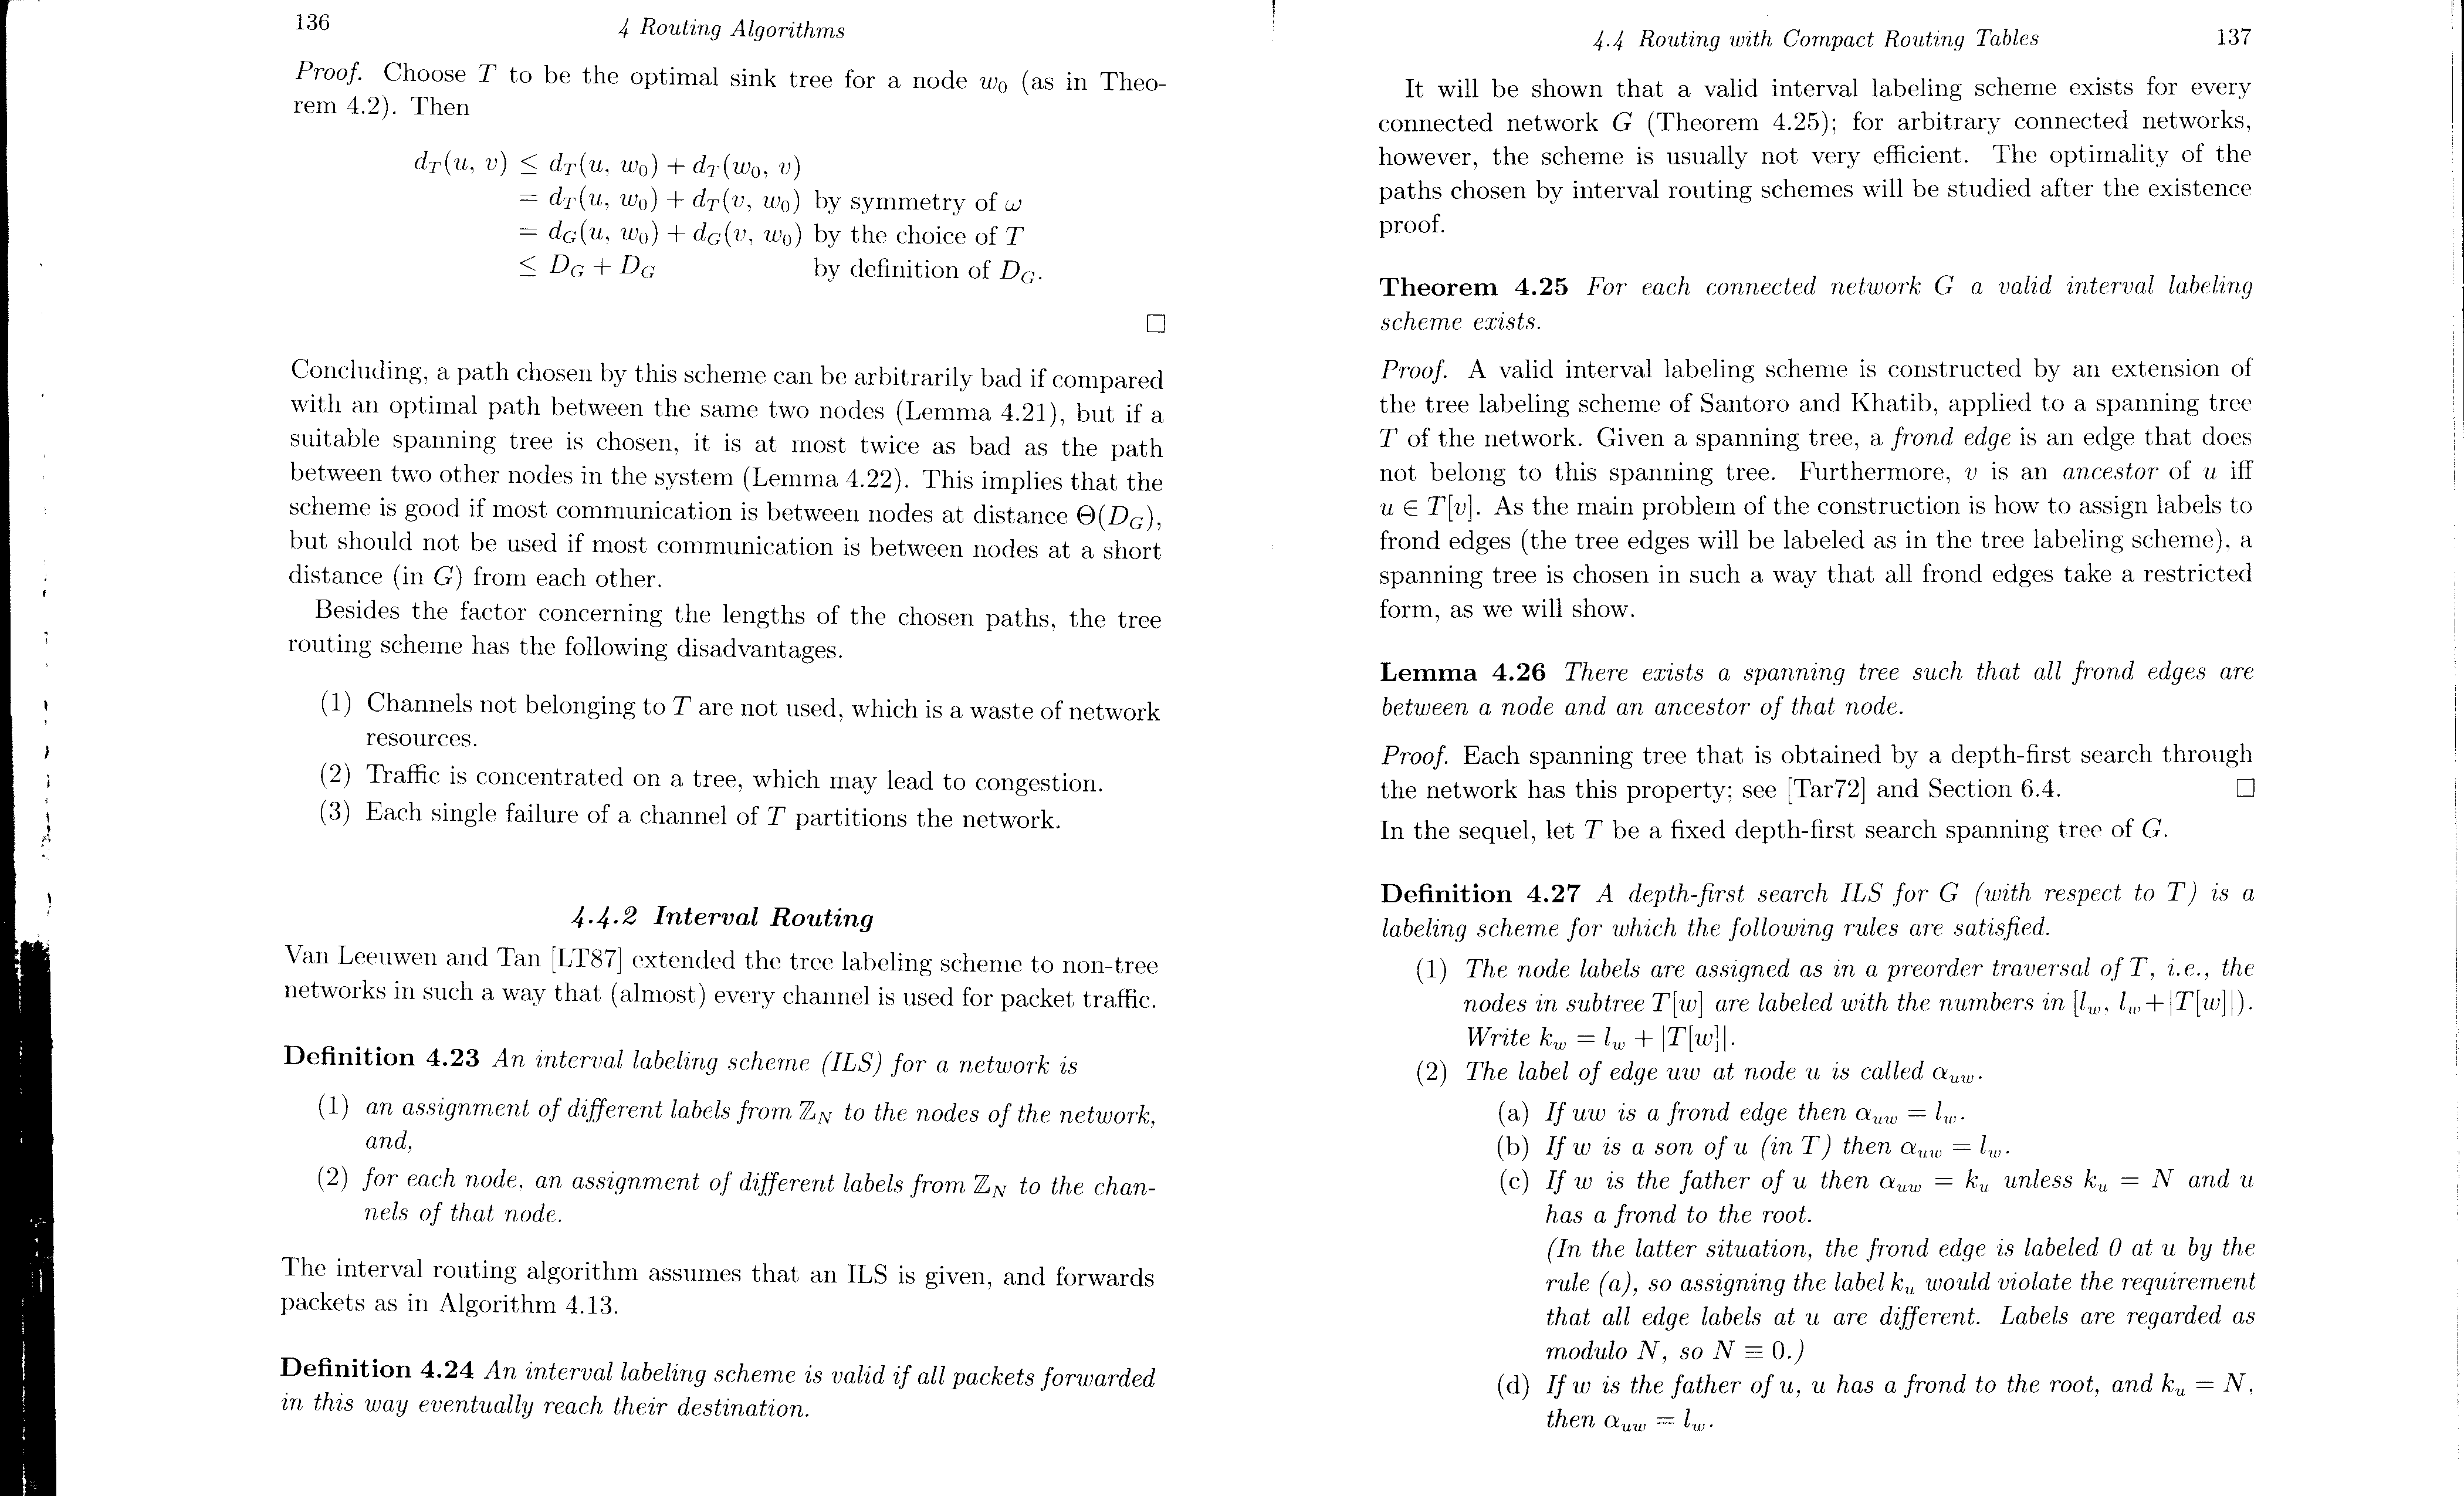 136
4 Routing Algorithms
Proof. Choose T to be the optimal sink tree for a node w₀ (as in Theo-
rem 4.2). Then
d_T(u, v) ≤ d_T(u, w₀) + d_T(w₀, v)
= d_T(u, w₀) + d_T(v, w₀) by symmetry of ω
= d_G(u, w₀) + d_G(v, w₀) by the choice of T
≤ D_G + D_G by definition of D_G.
□
Concluding, a path chosen by this scheme can be arbitrarily bad if compared
with an optimal path between the same two nodes (Lemma 4.21), but if a
suitable spanning tree is chosen, it is at most twice as bad as the path
between two other nodes in the system (Lemma 4.22). This implies that the
scheme is good if most communication is between nodes at distance Θ(D_G),
but should not be used if most communication is between nodes at a short
distance (in G) from each other.
Besides the factor concerning the lengths of the chosen paths, the tree
routing scheme has the following disadvantages.
(1) Channels not belonging to T are not used, which is a waste of network
resources.
(2) Traffic is concentrated on a tree, which may lead to congestion.
(3) Each single failure of a channel of T partitions the network.
4.4.2 Interval Routing
Van Leeuwen and Tan [LT87] extended the tree labeling scheme to non-tree
networks in such a way that (almost) every channel is used for packet traffic.
Definition 4.23 An interval labeling scheme (ILS) for a network is
(1) an assignment of different labels from ℤ_N to the nodes of the network,
and,
(2) for each node, an assignment of different labels from ℤ_N to the chan-
nels of that node.
The interval routing algorithm assumes that an ILS is given, and forwards
packets as in Algorithm 4.13.
Definition 4.24 An interval labeling scheme is valid if all packets forwarded
in this way eventually reach their destination.
4.4 Routing with Compact Routing Tables
137
It will be shown that a valid interval labeling scheme exists for every
connected network G (Theorem 4.25); for arbitrary connected networks,
however, the scheme is usually not very efficient. The optimality of the
paths chosen by interval routing schemes will be studied after the existence
proof.
Theorem 4.25 For each connected network G a valid interval labeling
scheme exists.
Proof. A valid interval labeling scheme is constructed by an extension of
the tree labeling scheme of Santoro and Khatib, applied to a spanning tree
T of the network. Given a spanning tree, a frond edge is an edge that does
not belong to this spanning tree. Furthermore, v is an ancestor of u iff
u ∈ T[v]. As the main problem of the construction is how to assign labels to
frond edges (the tree edges will be labeled as in the tree labeling scheme), a
spanning tree is chosen in such a way that all frond edges take a restricted
form, as we will show.
Lemma 4.26 There exists a spanning tree such that all frond edges are
between a node and an ancestor of that node.
Proof. Each spanning tree that is obtained by a depth-first search through
the network has this property; see [Tar72] and Section 6.4. □
In the sequel, let T be a fixed depth-first search spanning tree of G.
Definition 4.27 A depth-first search ILS for G (with respect to T) is a
labeling scheme for which the following rules are satisfied.
(1) The node labels are assigned as in a preorder traversal of T, i.e., the
nodes in subtree T[w] are labeled with the numbers in [l_w, l_w + |T[w]|).
Write k_w = l_w + |T[w]|.
(2) The label of edge uw at node u is called α_uw.
(a) If uw is a frond edge then α_uw = l_w.
(b) If w is a son of u (in T) then α_uw = l_w.
(c) If w is the father of u then α_uw = k_u unless k_u = N and u
has a frond to the root.
(In the latter situation, the frond edge is labeled 0 at u by the
rule (a), so assigning the label k_u would violate the requirement
that all edge labels at u are different. Labels are regarded as
modulo N, so N ≡ 0.)
(d) If w is the father of u, u has a frond to the root, and k_u = N,
then α_uw = l_w.